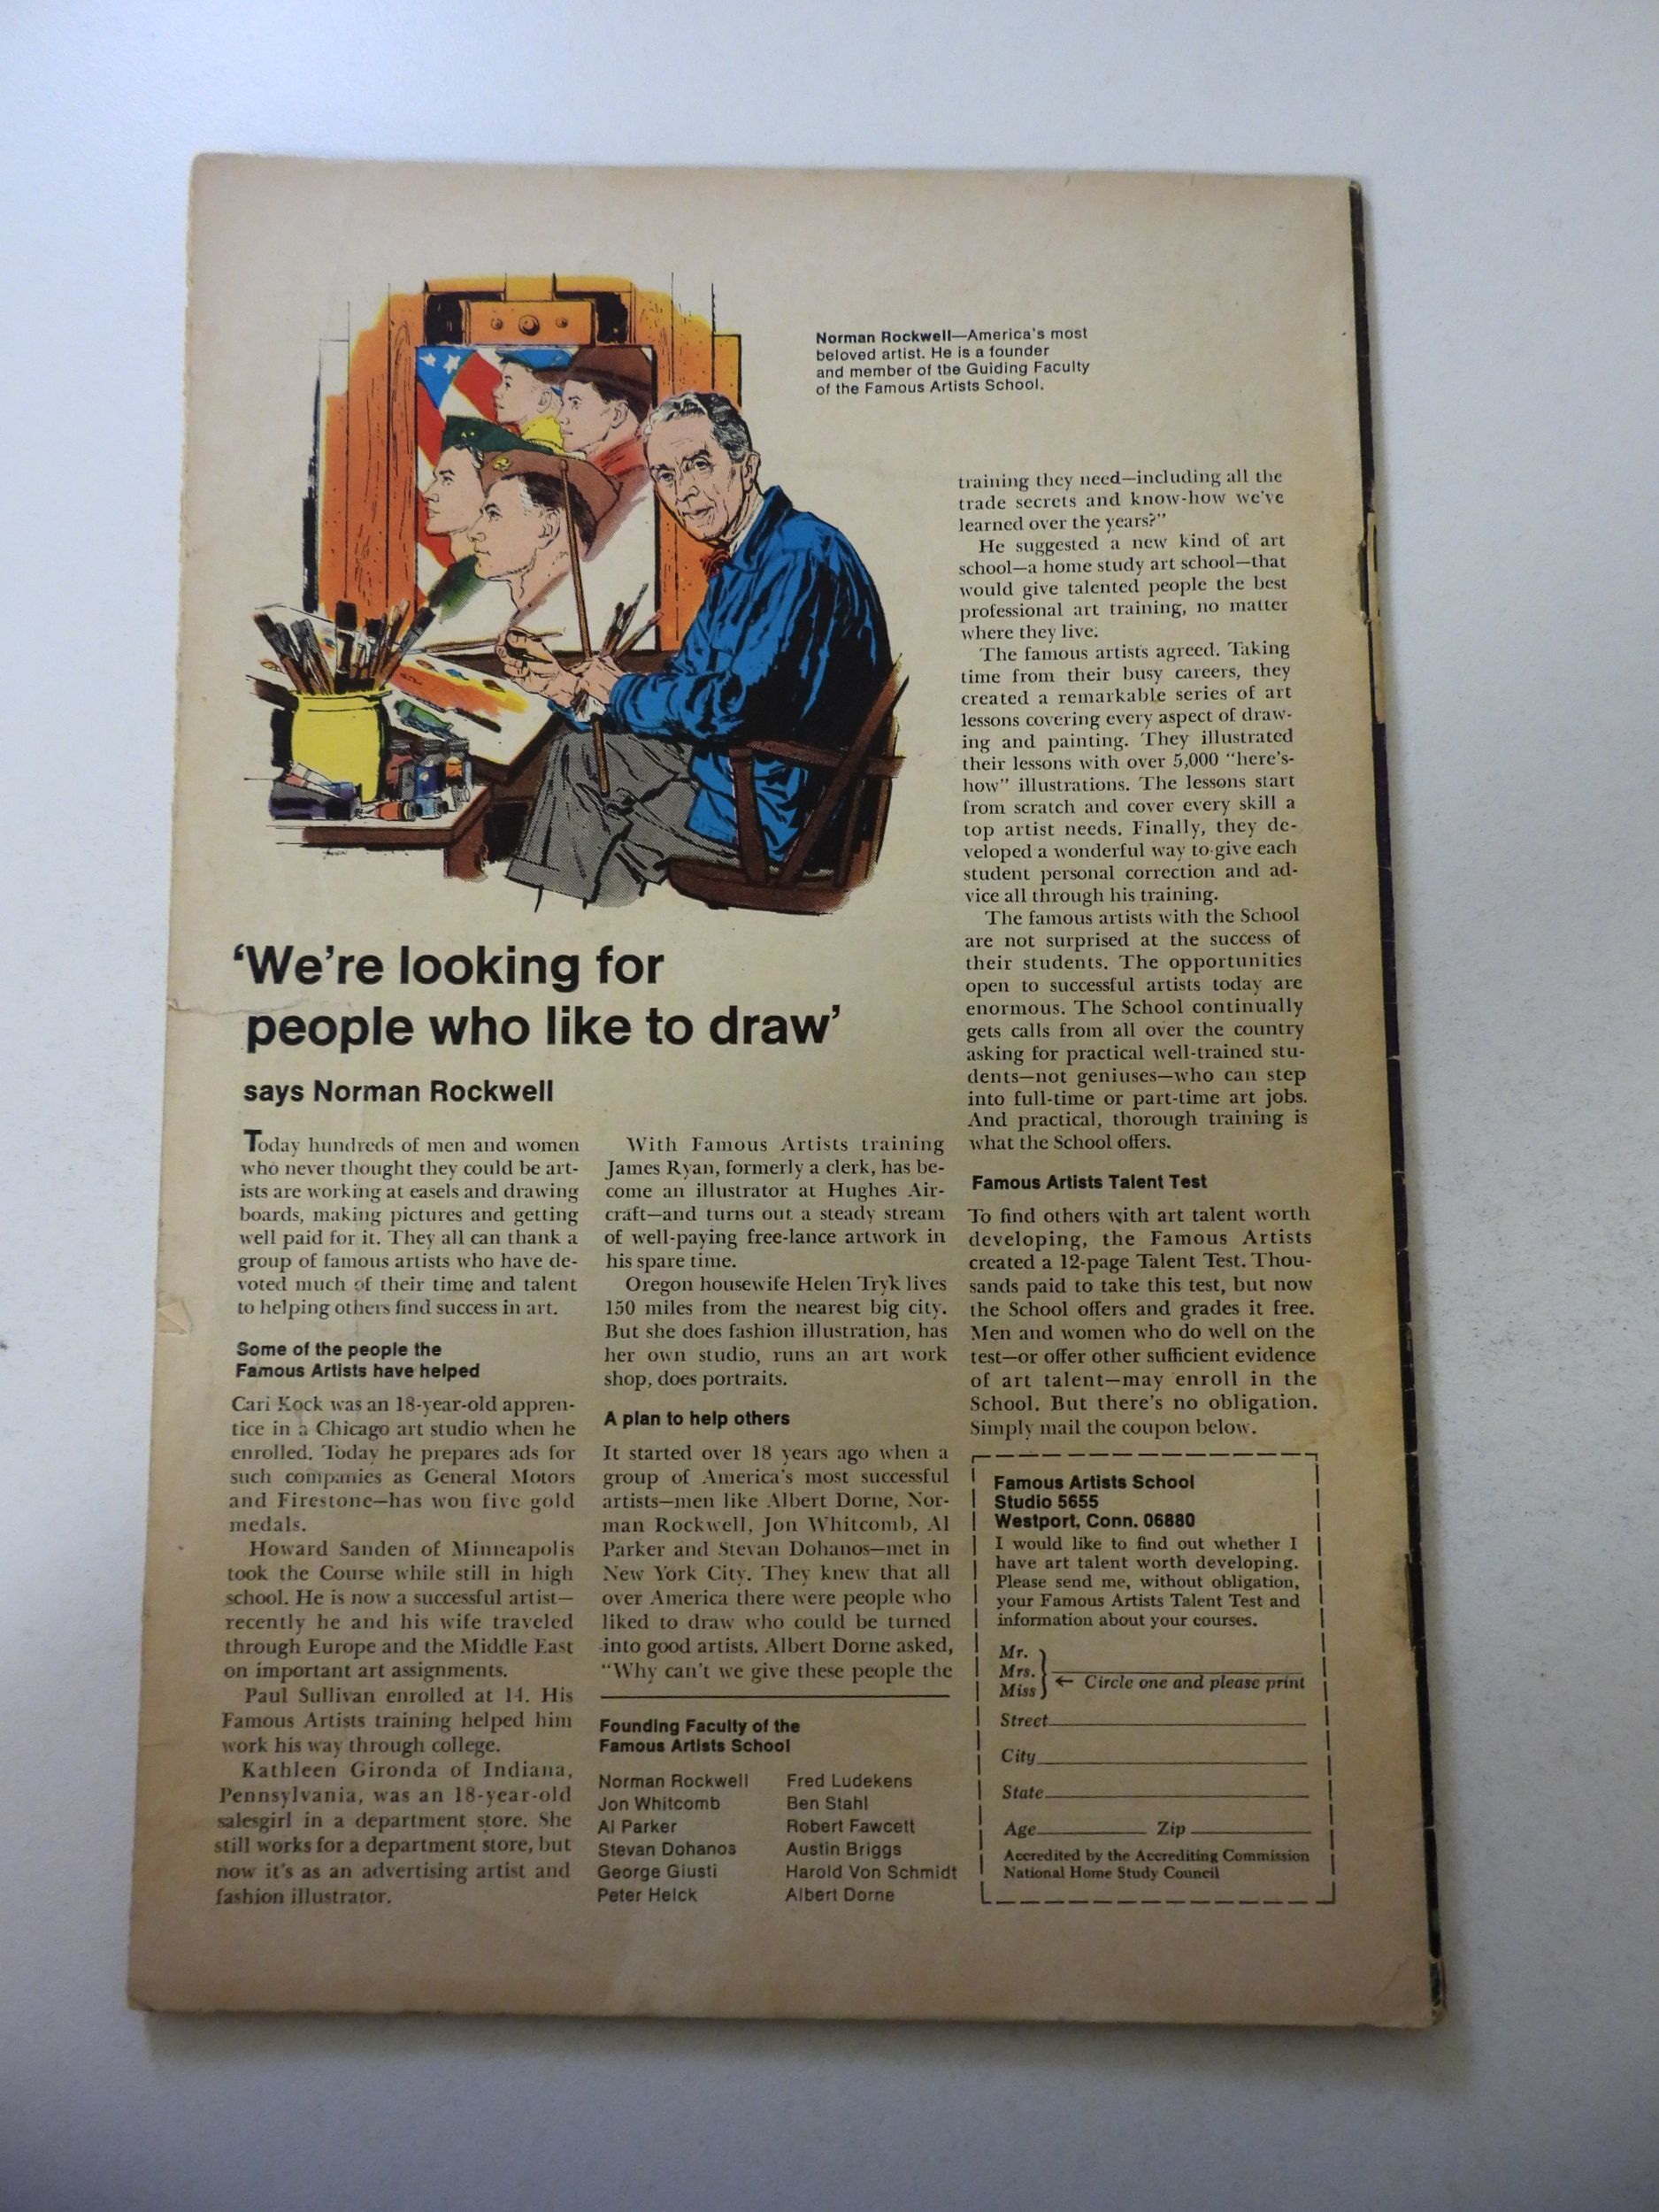 Norman Rockwell—America's most
beloved artist. He is a founder
and member of the Guiding Faculty
of the Famous Artists School.
'We're looking for
people who like to draw'
says Norman Rockwell
Today hundreds of men and women
who never thought they could be art-
ists are working at easels and drawing
boards, making pictures and getting
well paid for it. They all can thank a
group of famous artists who have de-
voted much of their time and talent
to helping others find success in art.
Some of the people the
Famous Artists have helped
Cari Kock was an 18-year-old appren-
tice in a Chicago art studio when he
enrolled. Today he prepares ads for
such companies as General Motors
and Firestone—has won five gold
medals.
Howard Sanden of Minneapolis
took the Course while still in high
school. He is now a successful artist—
recently he and his wife traveled
through Europe and the Middle East
on important art assignments.
Paul Sullivan enrolled at 14. His
Famous Artists training helped him
work his way through college.
Kathleen Gironda of Indiana,
Pennsylvania, was an 18-year-old
salesgirl in a department store. She
still works for a department store, but
now it's as an advertising artist and
fashion illustrator.
With Famous Artists training
James Ryan, formerly a clerk, has be-
come an illustrator at Hughes Air-
craft—and turns out a steady stream
of well-paying free-lance artwork in
his spare time.
Oregon housewife Helen Tryk lives
150 miles from the nearest big city.
But she does fashion illustration, has
her own studio, runs an art work
shop, does portraits.
A plan to help others
It started over 18 years ago when a
group of America's most successful
artists—men like Albert Dorne, Nor-
man Rockwell, Jon Whitcomb, Al
Parker and Stevan Dohanos—met in
New York City. They knew that all
over America there were people who
liked to draw who could be turned
into good artists. Albert Dorne asked,
"Why can't we give these people the
Founding Faculty of the
Famous Artists School
Norman Rockwell
Jon Whitcomb
Al Parker
Stevan Dohanos
George Giusti
Peter Helck
Fred Ludekens
Ben Stahl
Robert Fawcett
Austin Briggs
Harold Von Schmidt
Albert Dorne
training they need—including all the
trade secrets and know-how we've
learned over the years?"
He suggested a new kind of art
school—a home study art school—that
would give talented people the best
professional art training, no matter
where they live.
The famous artists agreed. Taking
time from their busy careers, they
created a remarkable series of art
lessons covering every aspect of draw-
ing and painting. They illustrated
their lessons with over 5,000 "here's-
how" illustrations. The lessons start
from scratch and cover every skill a
top artist needs. Finally, they de-
veloped a wonderful way to give each
student personal correction and ad-
vice all through his training.
The famous artists with the School
are not surprised at the success of
their students. The opportunities
open to successful artists today are
enormous. The School continually
gets calls from all over the country
asking for practical well-trained stu-
dents—not geniuses—who can step
into full-time or part-time art jobs.
And practical, thorough training is
what the School offers.
Famous Artists Talent Test
To find others with art talent worth
developing, the Famous Artists
created a 12-page Talent Test. Thou-
sands paid to take this test, but now
the School offers and grades it free.
Men and women who do well on the
test—or offer other sufficient evidence
of art talent—may enroll in the
School. But there's no obligation.
Simply mail the coupon below.
Famous Artists School
Studio 5655
Westport, Conn. 06880
I would like to find out whether I
have art talent worth developing.
Please send me, without obligation,
your Famous Artists Talent Test and
information about your courses.
Mr.
Mrs.
Miss
← Circle one and please print
Street
City
State
Age Zip
Accredited by the Accrediting Commission
National Home Study Council